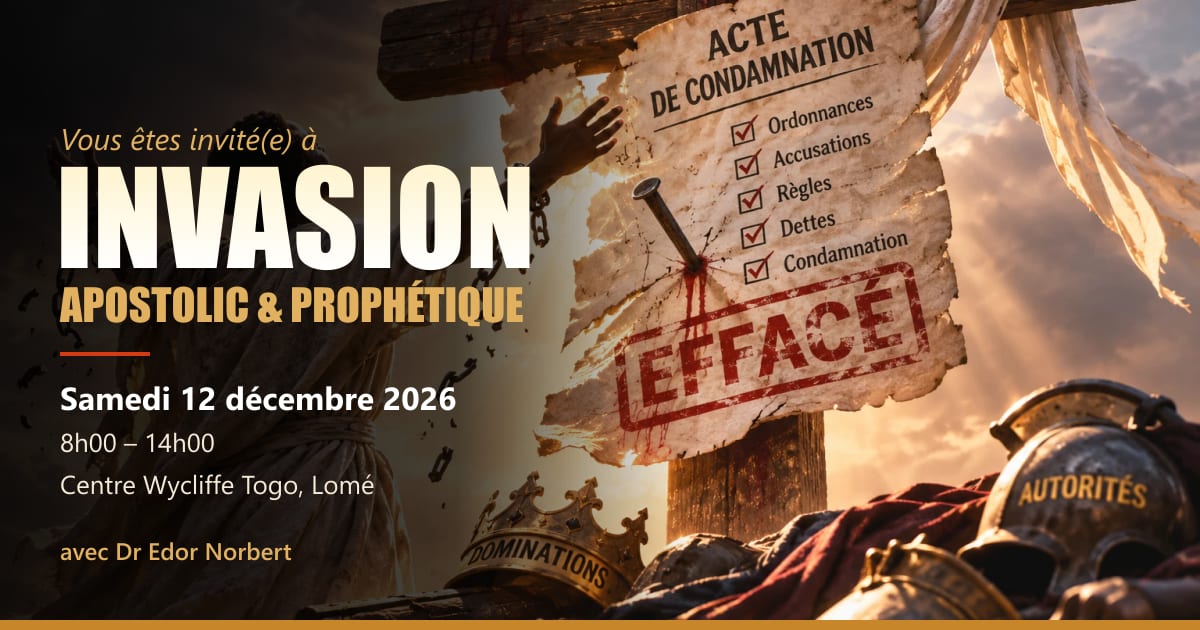 Vous êtes invité(e) à
INVASION
APOSTOLIC & PROPHÉTIQUE
Samedi 12 décembre 2026
8h00 – 14h00
Centre Wycliffe Togo, Lomé
avec Dr Edor Norbert
ACTE
DE CONDAMNATION
Ordonnances
Accusations
Règles
Dettes
Condamnation
EFFACÉ
DOMINATIONS
AUTORITÉS